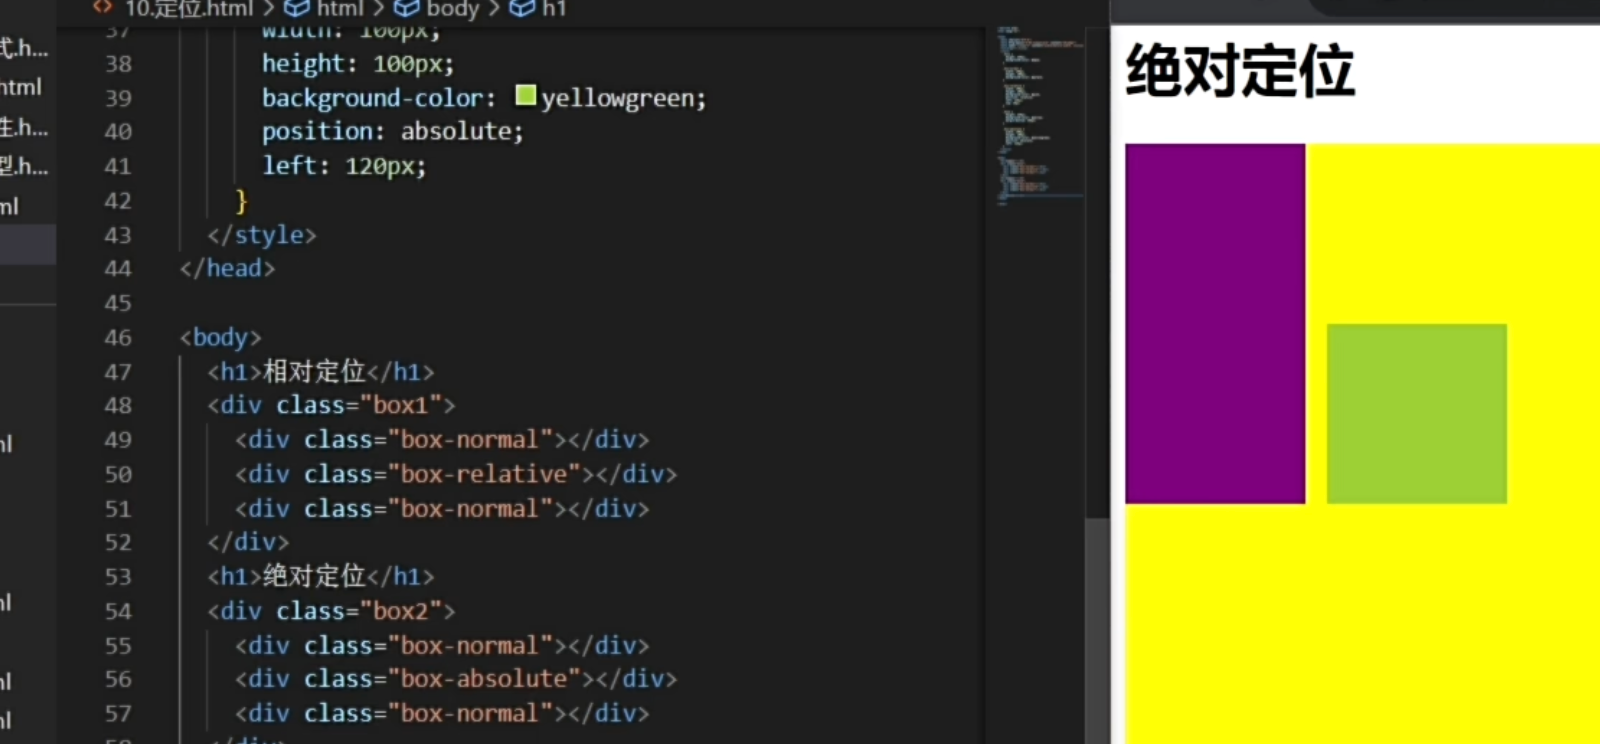 10.定位.html > html > body > h1
式.h...
html
生.h...
型.h...
ml
37 width: 100px;
38 height: 100px;
39 background-color: yellowgreen;
40 position: absolute;
41 left: 120px;
42 }
43 </style>
44 </head>
45
46 <body>
47 <h1>相对定位</h1>
48 <div class="box1">
49 <div class="box-normal"></div>
50 <div class="box-relative"></div>
51 <div class="box-normal"></div>
52 </div>
53 <h1>绝对定位</h1>
54 <div class="box2">
55 <div class="box-normal"></div>
56 <div class="box-absolute"></div>
57 <div class="box-normal"></div>
58 </div>
绝对定位